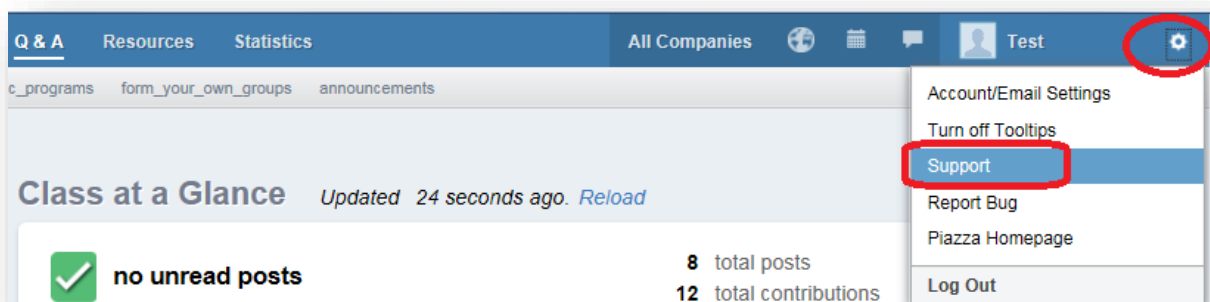 Q & A Resources Statistics All Companies Test
c_programs form_your_own_groups announcements
Account/Email Settings
Turn off Tooltips
Support
Class at a Glance Updated 24 seconds ago. Reload
Report Bug
Piazza Homepage
no unread posts
8 total posts
12 total contributions
Log Out